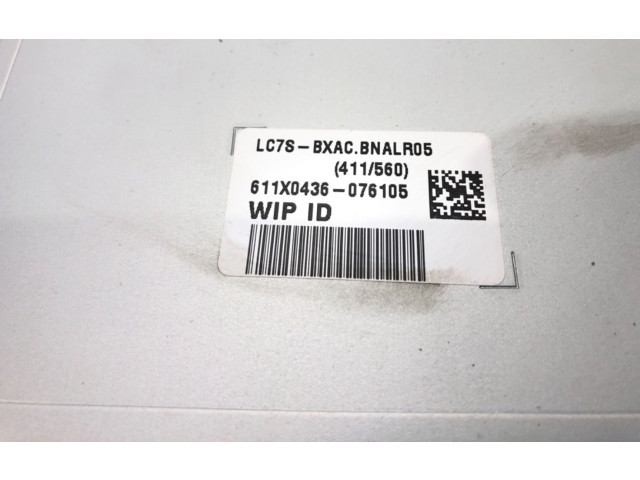 LC7S-BXAC.BNALR05
(411/560)
611X0436-076105
WIP ID